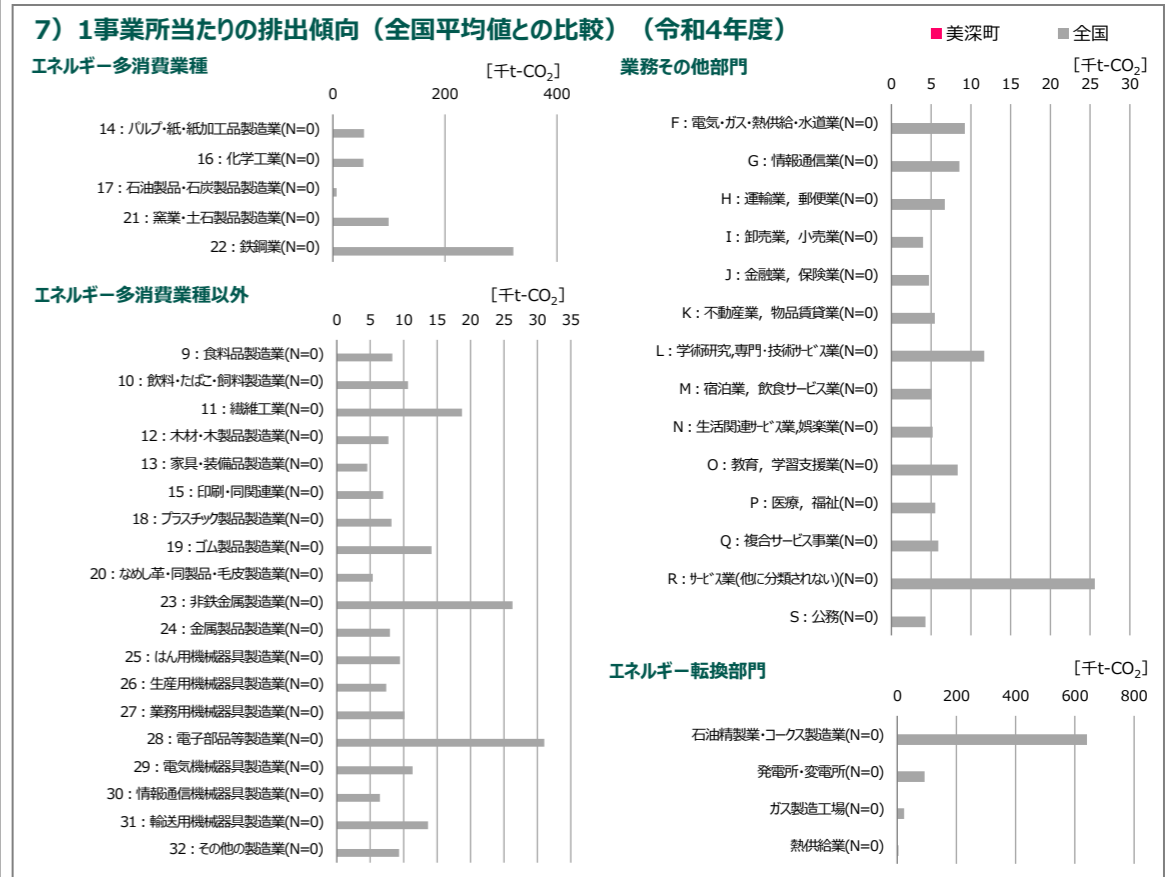 7）1事業所当たりの排出傾向（全国平均値との比較）（令和4年度）
美深町 全国
エネルギー多消費業種
[千t-CO₂]
0 200 400
14：パルプ・紙・紙加工品製造業(N=0)
16：化学工業(N=0)
17：石油製品・石炭製品製造業(N=0)
21：窯業・土石製品製造業(N=0)
22：鉄鋼業(N=0)
エネルギー多消費業種以外
[千t-CO₂]
0 5 10 15 20 25 30 35
9：食料品製造業(N=0)
10：飲料・たばこ・飼料製造業(N=0)
11：繊維工業(N=0)
12：木材・木製品製造業(N=0)
13：家具・装備品製造業(N=0)
15：印刷・同関連業(N=0)
18：プラスチック製品製造業(N=0)
19：ゴム製品製造業(N=0)
20：なめし革・同製品・毛皮製造業(N=0)
23：非鉄金属製造業(N=0)
24：金属製品製造業(N=0)
25：はん用機械器具製造業(N=0)
26：生産用機械器具製造業(N=0)
27：業務用機械器具製造業(N=0)
28：電子部品等製造業(N=0)
29：電気機械器具製造業(N=0)
30：情報通信機械器具製造業(N=0)
31：輸送用機械器具製造業(N=0)
32：その他の製造業(N=0)
業務その他部門
[千t-CO₂]
0 5 10 15 20 25 30
F：電気・ガス・熱供給・水道業(N=0)
G：情報通信業(N=0)
H：運輸業，郵便業(N=0)
I：卸売業，小売業(N=0)
J：金融業，保険業(N=0)
K：不動産業，物品賃貸業(N=0)
L：学術研究,専門・技術ｻｰﾋﾞｽ業(N=0)
M：宿泊業，飲食サービス業(N=0)
N：生活関連ｻｰﾋﾞｽ業,娯楽業(N=0)
O：教育，学習支援業(N=0)
P：医療，福祉(N=0)
Q：複合サービス事業(N=0)
R：ｻｰﾋﾞｽ業(他に分類されない)(N=0)
S：公務(N=0)
エネルギー転換部門
[千t-CO₂]
0 200 400 600 800
石油精製業・コークス製造業(N=0)
発電所・変電所(N=0)
ガス製造工場(N=0)
熱供給業(N=0)